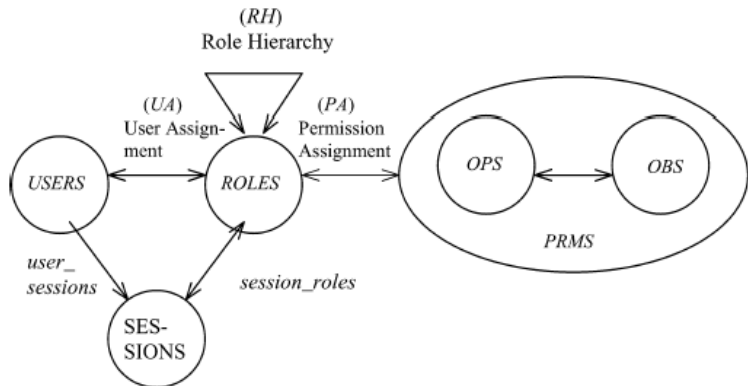 (RH)
Role Hierarchy
(UA)
User Assign-
ment
(PA)
Permission
Assignment
USERS
ROLES
OPS
OBS
PRMS
user_
sessions
session_roles
SES-
SIONS